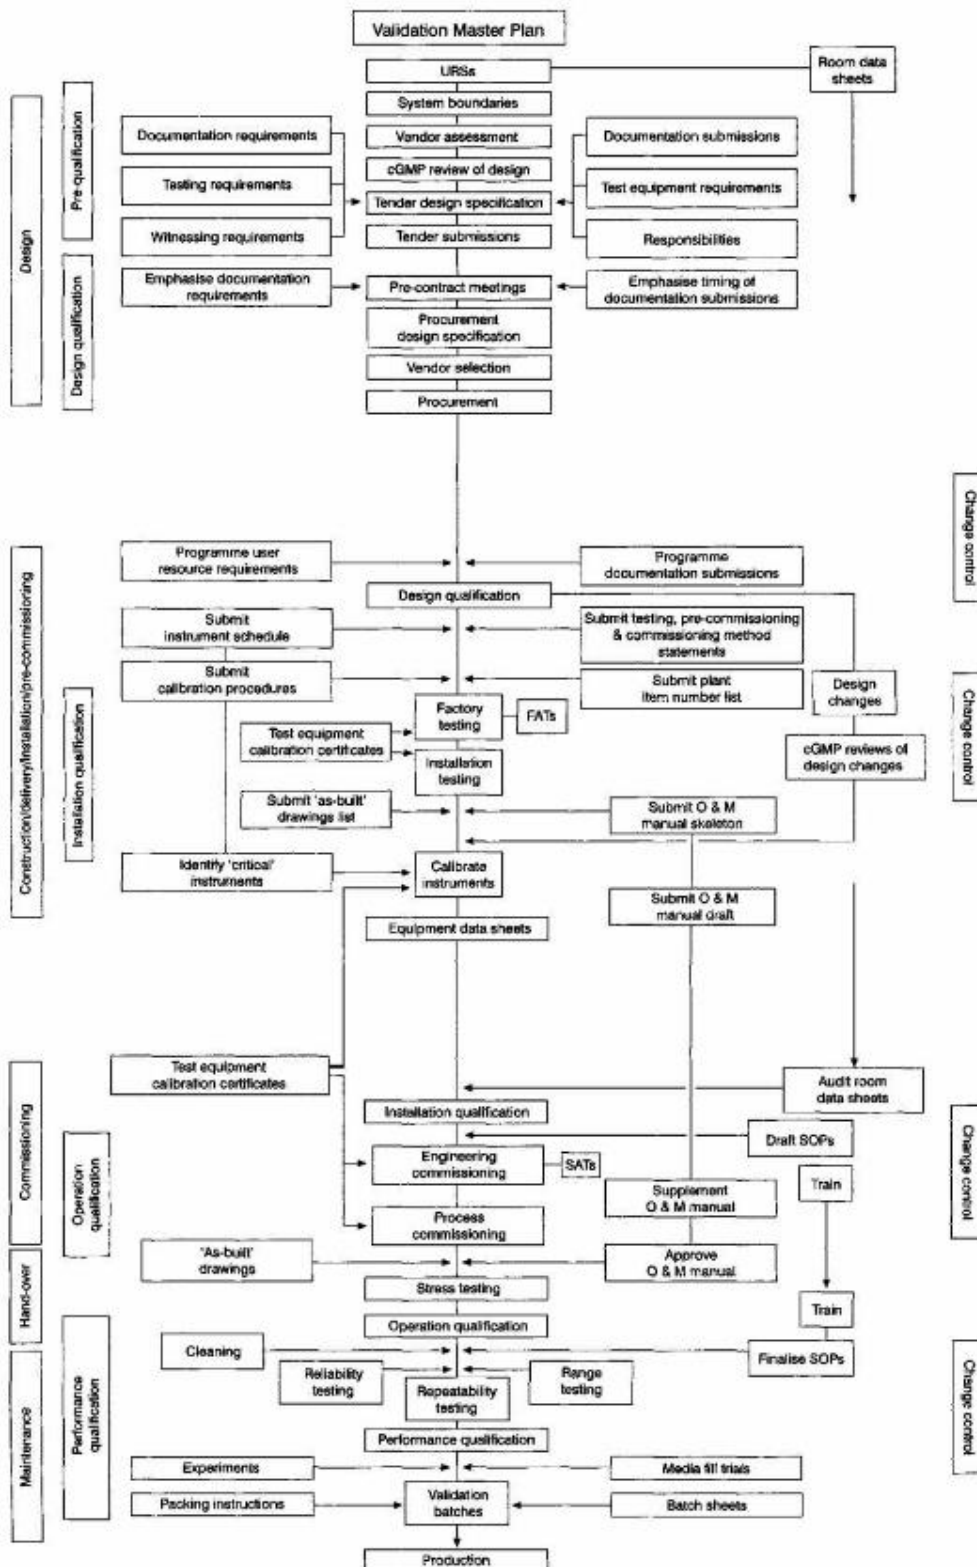 Validation Master Plan
URSs
Room data
sheets
System boundaries
Documentation requirements
Vendor assessment
Documentation submissions
cGMP review of design
Testing requirements
Test equipment requirements
Tender design specification
Witnessing requirements
Tender submissions
Responsibilities
Emphasise documentation
requirements
Pre-contract meetings
Emphasise timing of
documentation submissions
Procurement
design specification
Vendor selection
Procurement
Design
Pre-qualification
Design qualification
Change control
Programme user
resource requirements
Programme
documentation submissions
Design qualification
Submit
instrument schedule
Submit testing, pre-commissioning
& commissioning method
statements
Submit
calibration procedures
Submit plant
item number list
Design
changes
Factory
testing
FATs
Test equipment
calibration certificates
cGMP reviews of
design changes
Installation
testing
Submit 'as-built'
drawings list
Submit O & M
manual skeleton
Identify 'critical'
instruments
Calibrate
instruments
Submit O & M
manual draft
Equipment data sheets
Construction/delivery/installation/pre-commissioning
Installation qualification
Change control
Test equipment
calibration certificates
Audit room
data sheets
Installation qualification
Draft SOPs
Engineering
commissioning
SATs
Train
Supplement
O & M manual
Process
commissioning
'As-built'
drawings
Approve
O & M manual
Stress testing
Train
Operation qualification
Commissioning
Operation
qualification
Hand-over
Change control
Cleaning
Finalise SOPs
Reliability
testing
Range
testing
Repeatability
testing
Performance qualification
Experiments
Media fill trials
Packing instructions
Validation
batches
Batch sheets
Production
Maintenance
Performance
qualification
Change control